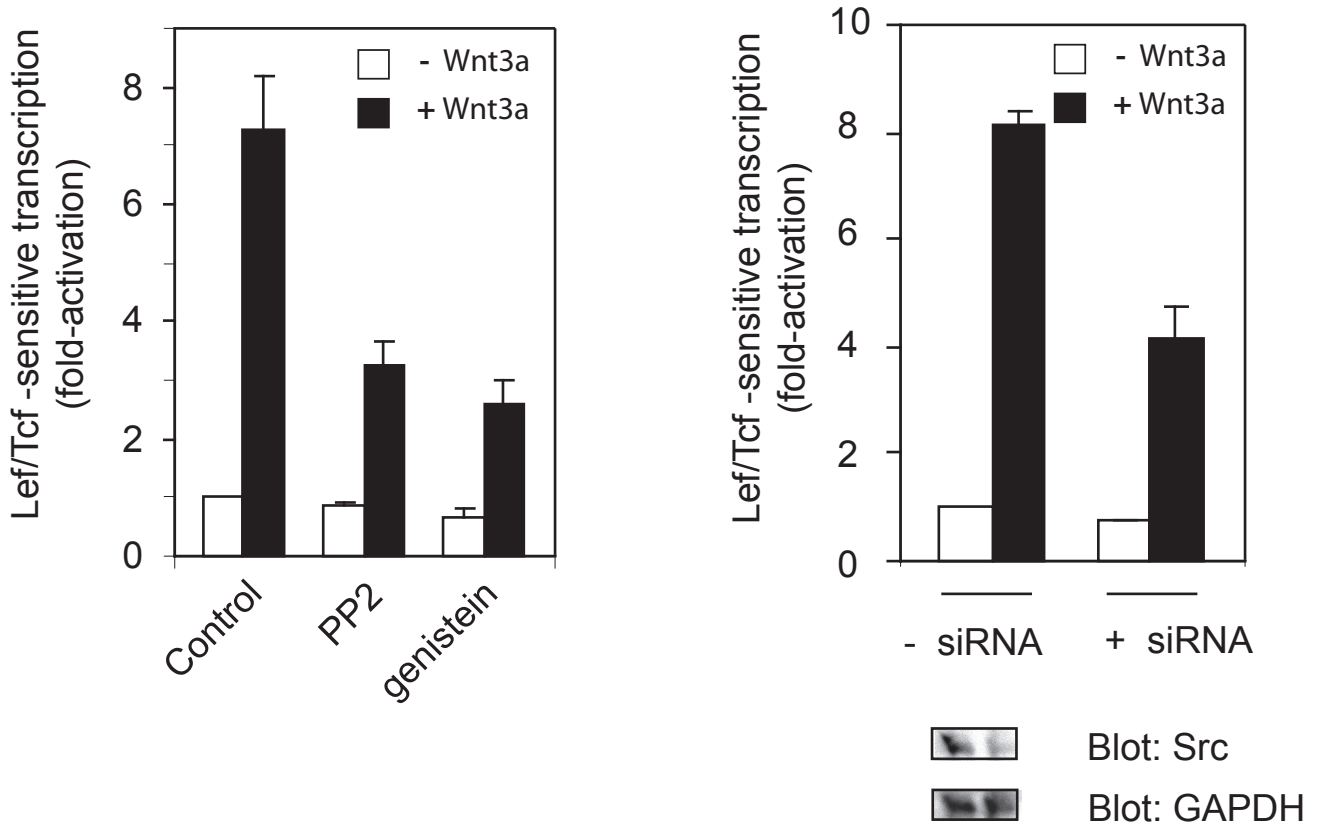 Lef/Tcf -sensitive transcription
(fold-activation)
8
6
4
2
0
- Wnt3a
+ Wnt3a
Control
PP2
genistein
Lef/Tcf -sensitive transcription
(fold-activation)
10
8
6
4
2
0
- Wnt3a
+ Wnt3a
- siRNA
+ siRNA
Blot: Src
Blot: GAPDH